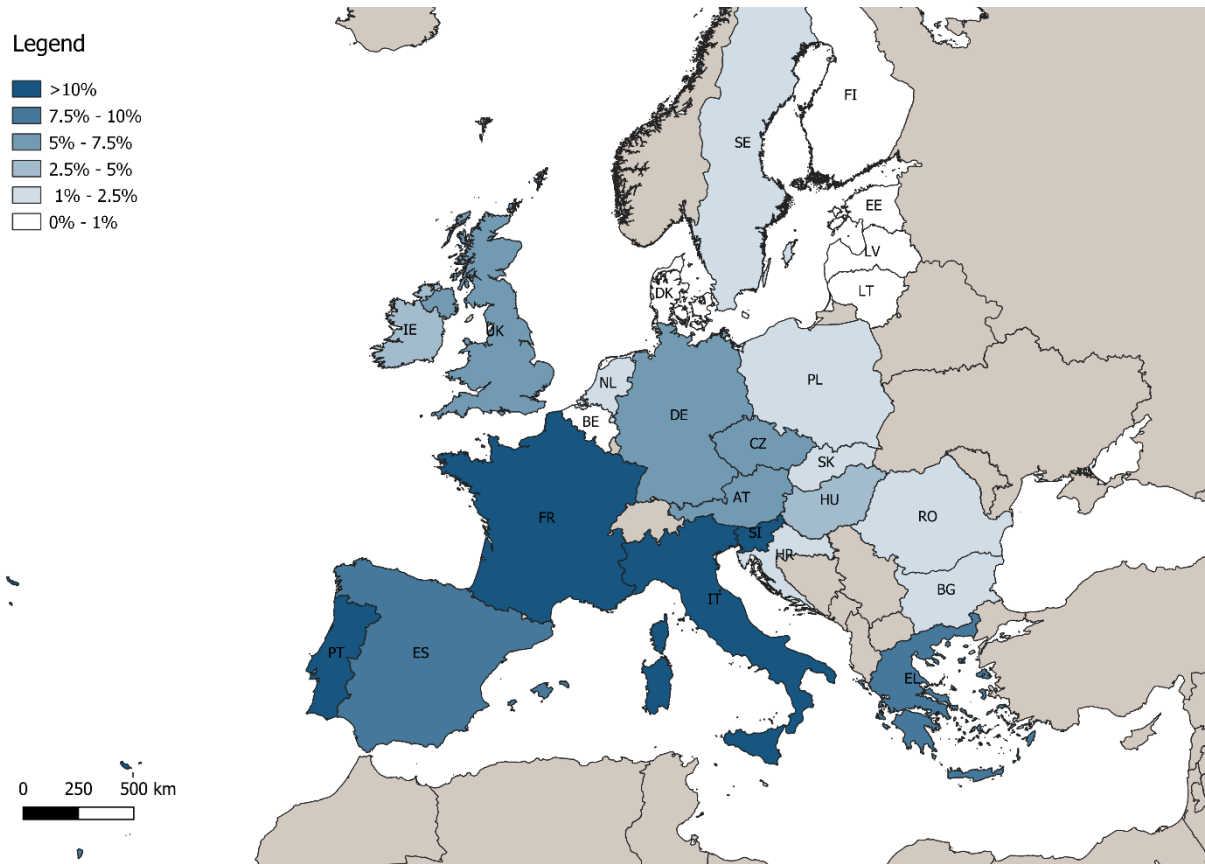 Legend
>10%
7.5% - 10%
5% - 7.5%
2.5% - 5%
1% - 2.5%
0% - 1%
FI
SE
EE
LV
LT
DK
IE
UK
NL
PL
BE
DE
CZ
SK
AT
HU
FR
SI
RO
HR
BG
IT
PT
ES
EL
0 250 500 km